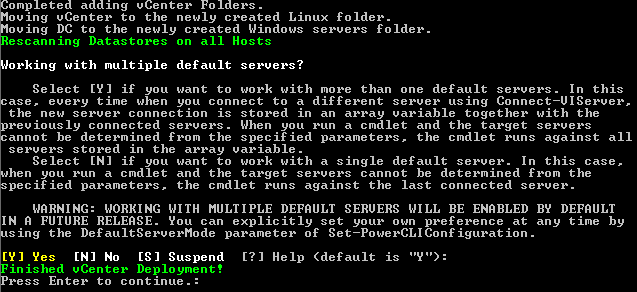 Completed adding vCenter Folders.
Moving vCenter to the newly created Linux folder.
Moving DC to the newly created Windows servers folder.
Rescanning Datastores on all Hosts
Working with multiple default servers?
Select [Y] if you want to work with more than one default servers. In this
case, every time when you connect to a different server using Connect-VIServer,
the new server connection is stored in an array variable together with the
previously connected servers. When you run a cmdlet and the target servers
cannot be determined from the specified parameters, the cmdlet runs against all
servers stored in the array variable.
Select [N] if you want to work with a single default server. In this case,
when you run a cmdlet and the target servers cannot be determined from the
specified parameters, the cmdlet runs against the last connected server.
WARNING: WORKING WITH MULTIPLE DEFAULT SERVERS WILL BE ENABLED BY DEFAULT
IN A FUTURE RELEASE. You can explicitly set your own preference at any time by
using the DefaultServerMode parameter of Set-PowerCLIConfiguration.
[Y] Yes  [N] No  [S] Suspend  [?] Help (default is "Y"):
Finished vCenter Deployment!
Press Enter to continue.: